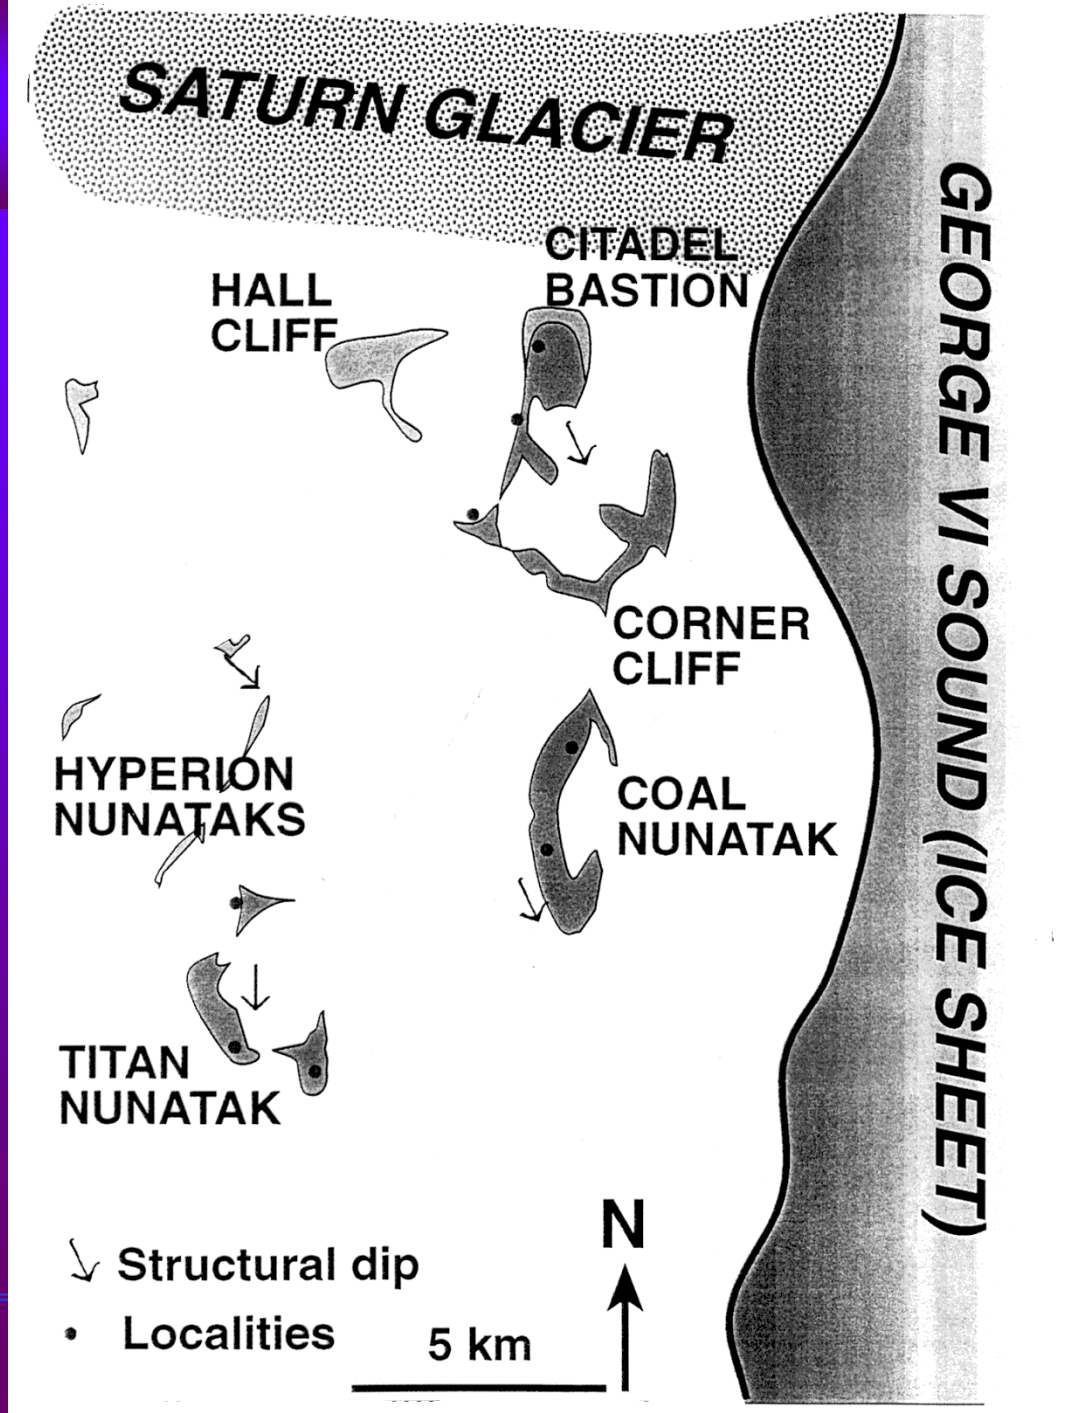 SATURN GLACIER
CITADEL
BASTION
HALL
CLIFF
GEORGE VI SOUND (ICE SHEET)
CORNER
CLIFF
HYPERION
NUNATAKS
COAL
NUNATAK
TITAN
NUNATAK
N
Structural dip
Localities
5 km